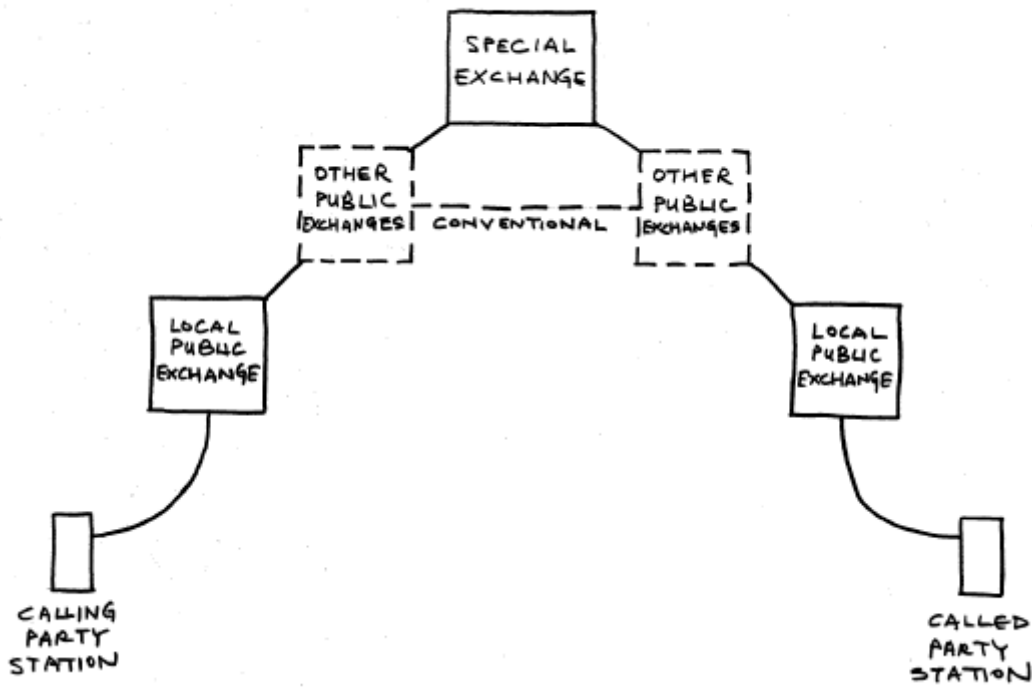 SPECIAL
EXCHANGE
OTHER
PUBLIC
EXCHANGES
CONVENTIONAL
OTHER
PUBLIC
EXCHANGES
LOCAL
PUBLIC
EXCHANGE
LOCAL
PUBLIC
EXCHANGE
CALLING
PARTY
STATION
CALLED
PARTY
STATION